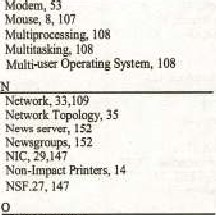 Modem, 53
Mouse, 8, 107
Multiprocessing, 108
Multitasking, 108
Multi-user Operating System, 108
N
Network, 33,109
Network Topology, 35
News server, 152
Newsgroups, 152
NIC, 29,147
Non-Impact Printers, 14
NSF.27, 147
O